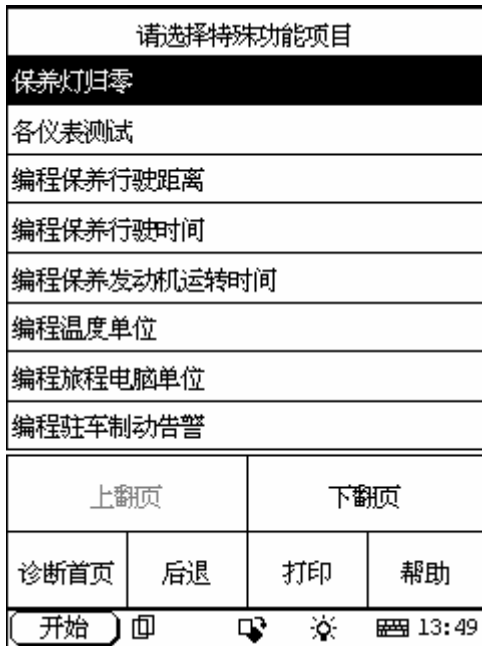 请选择特殊功能项目
保养灯归零
各仪表测试
编程保养行驶距离
编程保养行驶时间
编程保养发动机运转时间
编程温度单位
编程旅程电脑单位
编程驻车制动告警
上翻页 下翻页
诊断首页 后退 打印 帮助
开始 13:49